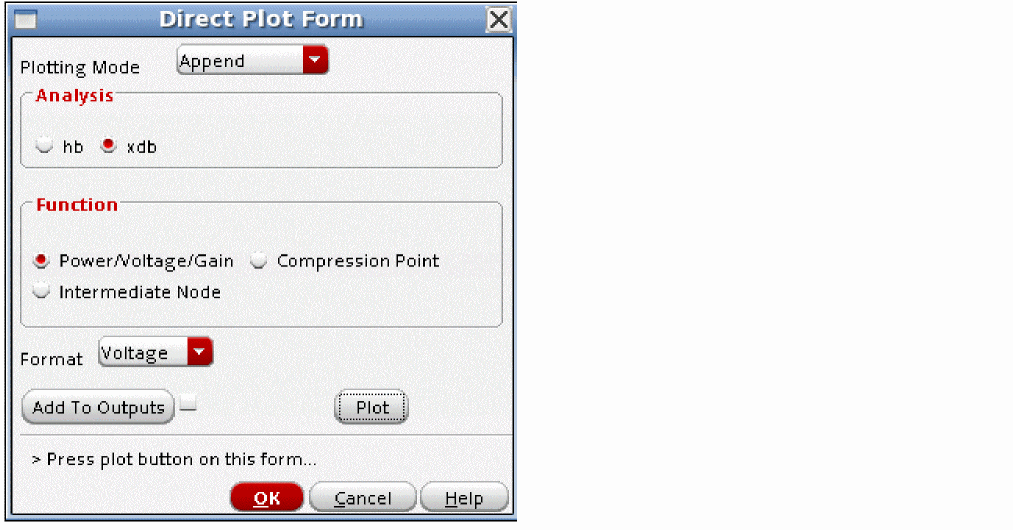 Direct Plot Form
Plotting Mode Append
Analysis
hb xdb
Function
Power/Voltage/Gain Compression Point
Intermediate Node
Format Voltage
Add To Outputs Plot
> Press plot button on this form...
OK Cancel Help